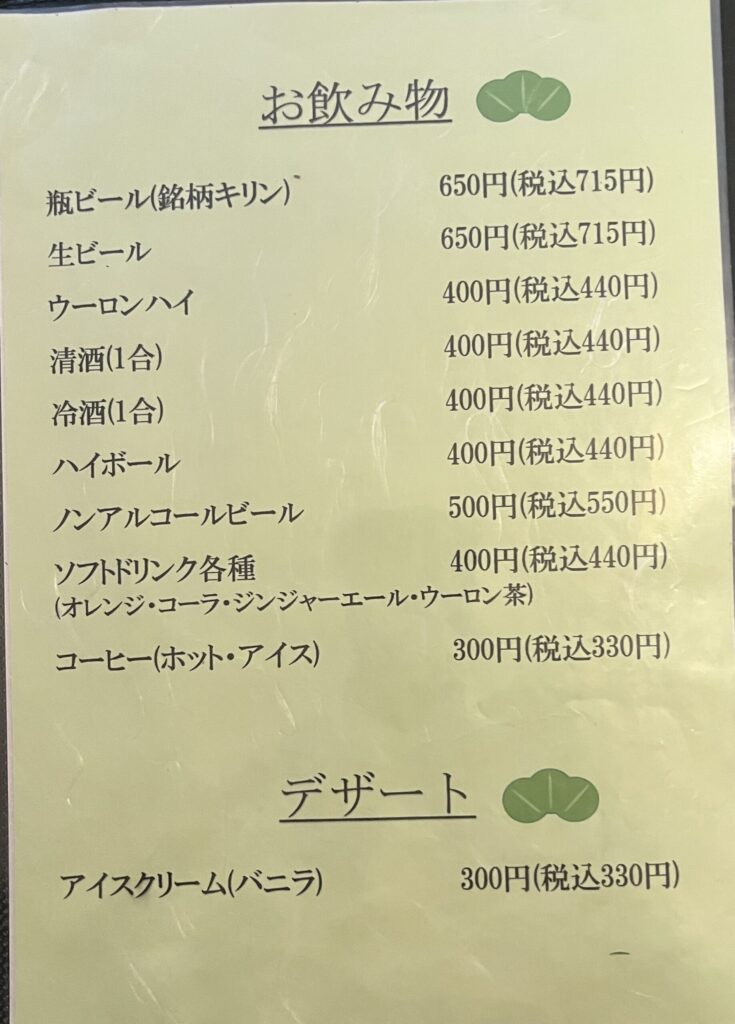 お飲み物
瓶ビール(銘柄キリン) 650円(税込715円)
生ビール 650円(税込715円)
ウーロンハイ 400円(税込440円)
清酒(1合) 400円(税込440円)
冷酒(1合) 400円(税込440円)
ハイボール 400円(税込440円)
ノンアルコールビール 500円(税込550円)
ソフトドリンク各種 400円(税込440円)
(オレンジ・コーラ・ジンジャーエール・ウーロン茶)
コーヒー(ホット・アイス) 300円(税込330円)
デザート
アイスクリーム(バニラ) 300円(税込330円)